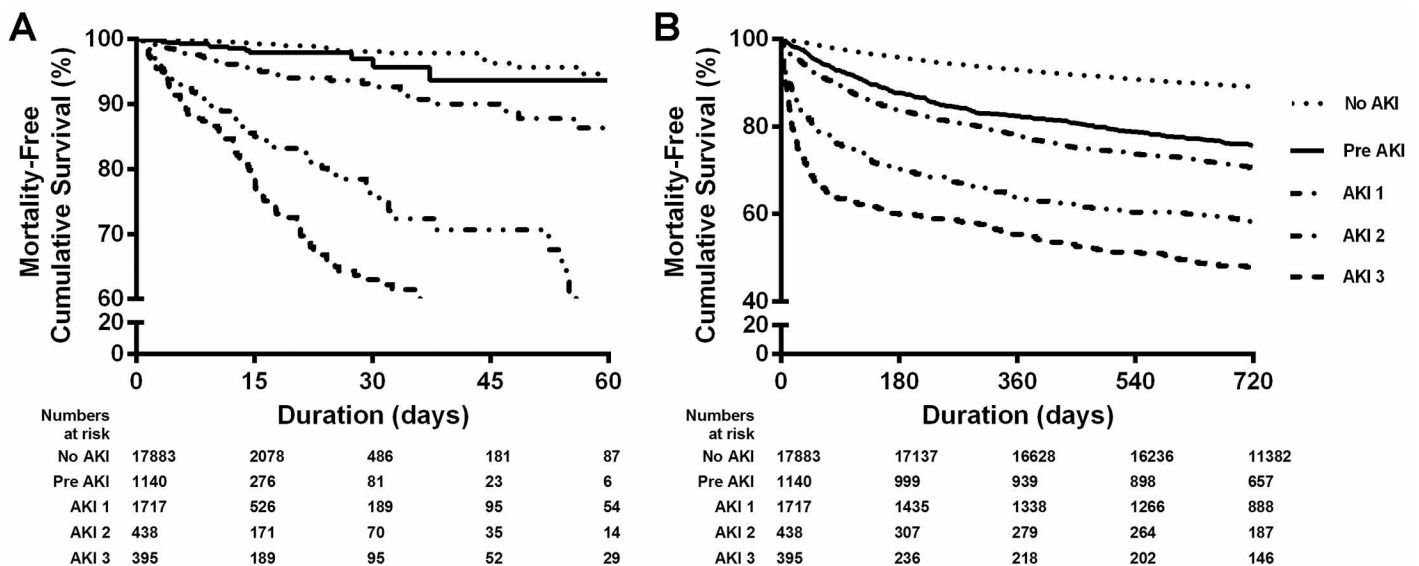 A
Mortality-Free
Cumulative Survival (%)
100
90
80
70
60
20
0
0 15 30 45 60
Duration (days)
Numbers
at risk
No AKI 17883 2078 486 181 87
Pre AKI 1140 276 81 23 6
AKI 1 1717 526 189 95 54
AKI 2 438 171 70 35 14
AKI 3 395 189 95 52 29
B
Mortality-Free
Cumulative Survival (%)
100
80
60
40
20
0
0 180 360 540 720
Duration (days)
No AKI
Pre AKI
AKI 1
AKI 2
AKI 3
Numbers
at risk
No AKI 17883 17137 16628 16236 11382
Pre AKI 1140 999 939 898 657
AKI 1 1717 1435 1338 1266 888
AKI 2 438 307 279 264 187
AKI 3 395 236 218 202 146